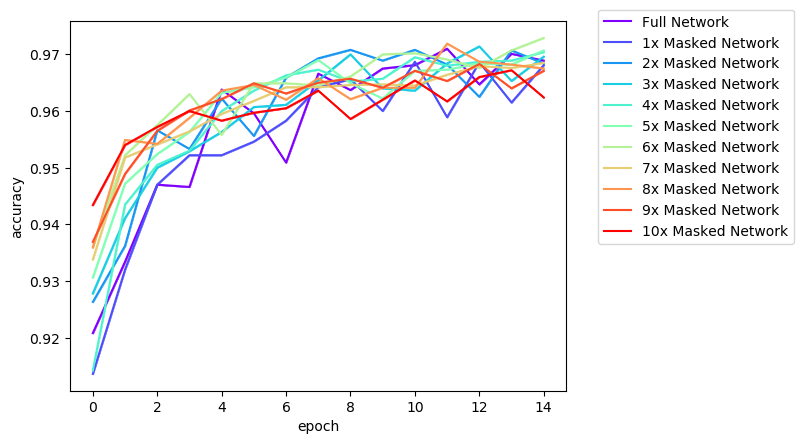 Full Network
1x Masked Network
2x Masked Network
3x Masked Network
4x Masked Network
5x Masked Network
6x Masked Network
7x Masked Network
8x Masked Network
9x Masked Network
10x Masked Network
accuracy
0.97
0.96
0.95
0.94
0.93
0.92
0 2 4 6 8 10 12 14
epoch